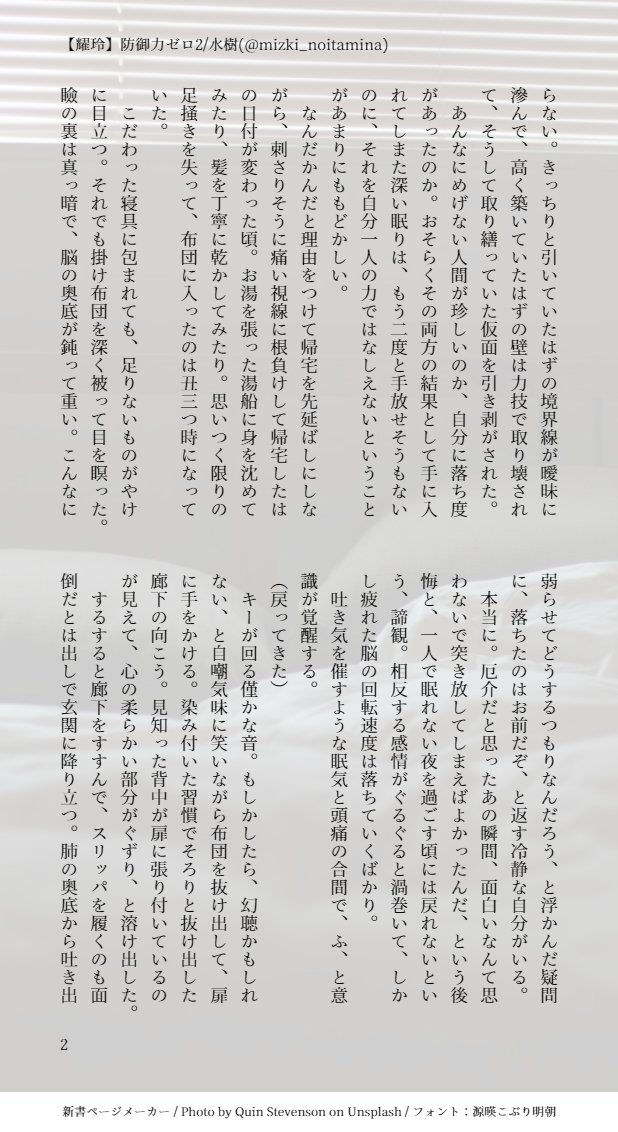 【耀玲】防御力ゼロ2/水樹(@mizki_noitamina)
らない。きっちりと引いていたはずの境界線が曖昧に
滲んで、高く築いていたはずの壁は力技で取り壊され
て、そうして取り繕っていた仮面を引き剥がされた。
　あんなにめげない人間が珍しいのか、自分に落ち度
があったのか。おそらくその両方の結果として手に入
れてしまた深い眠りは、もう二度と手放せそうもない
のに、それを自分一人の力ではなしえないということ
があまりにももどかしい。
　なんだかんだと理由をつけて帰宅を先延ばしにしな
がら、刺さりそうに痛い視線に根負けして帰宅したは
の日付が変わった頃。お湯を張った湯船に身を沈めて
みたり、髪を丁寧に乾かしてみたり。思いつく限りの
足掻きを失って、布団に入ったのは丑三つ時になって
いた。
　こだわった寝具に包まれても、足りないものがやけ
に目立つ。それでも掛け布団を深く被って目を瞑った。
瞼の裏は真っ暗で、脳の奥底が鈍って重い。こんなに
弱らせてどうするつもりなんだろう、と浮かんだ疑問
に、落ちたのはお前だぞ、と返す冷静な自分がいる。
　本当に。厄介だと思ったあの瞬間、面白いなんて思
わないで突き放してしまえばよかったんだ、という後
悔と、一人で眠れない夜を過ごす頃には戻れないとい
う、諦観。相反する感情がぐるぐると渦巻いて、しか
し疲れた脳の回転速度は落ちていくばかり。
　吐き気を催すような眠気と頭痛の合間で、ふ、と意
識が覚醒する。
（戻ってきた）
　キーが回る僅かな音。もしかしたら、幻聴かもしれ
ない、と自嘲気味に笑いながら布団を抜け出して、扉
に手をかける。染み付いた習慣でそろりと抜け出した
廊下の向こう。見知った背中が扉に張り付いているの
が見えて、心の柔らかい部分がぐずり、と溶け出した。
　するすると廊下をすすんで、スリッパを履くのも面
倒だとは出しで玄関に降り立つ。肺の奥底から吐き出
2
新書ページメーカー / Photo by Quin Stevenson on Unsplash / フォント：源暎こぶり明朝